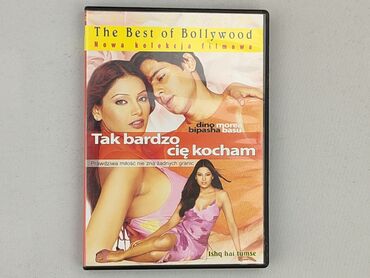 The Best of Bollywood
Nowa kolekcja filmowa
dino morea
bipasha basu
Tak bardzo
cię kocham
Prawdziwa miłość nie zna żadnych granic
Ishq hai tumse